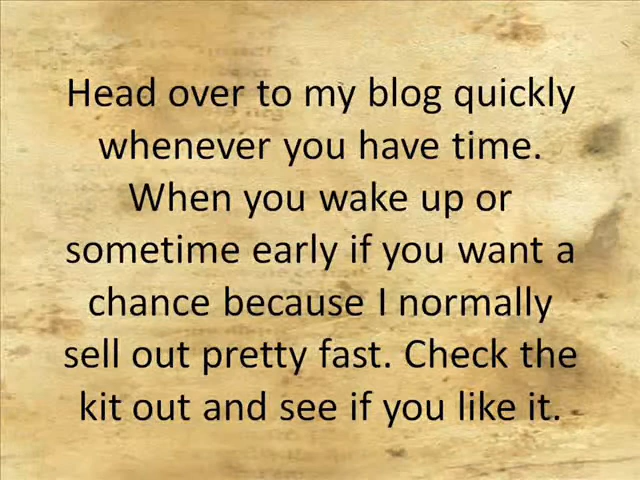 Head over to my blog quickly
whenever you have time.
When you wake up or
sometime early if you want a
chance because I normally
sell out pretty fast. Check the
kit out and see if you like it.